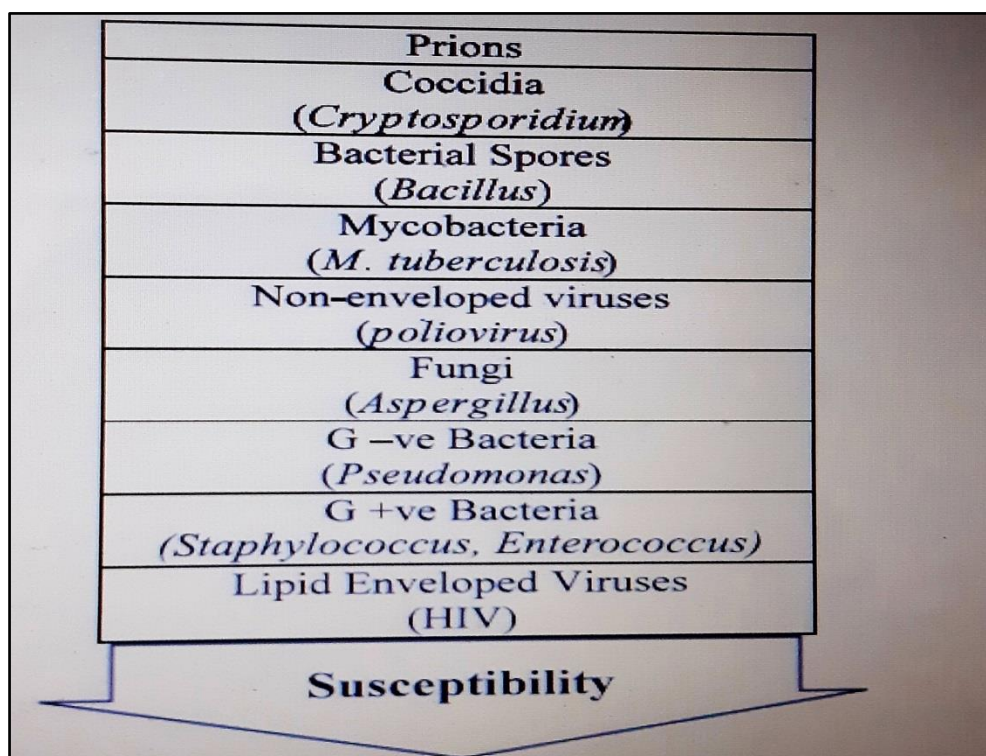 Prions
Coccidia
(Cryptosporidium)
Bacterial Spores
(Bacillus)
Mycobacteria
(M. tuberculosis)
Non-enveloped viruses
(poliovirus)
Fungi
(Aspergillus)
G -ve Bacteria
(Pseudomonas)
G +ve Bacteria
(Staphylococcus, Enterococcus)
Lipid Enveloped Viruses
(HIV)
Susceptibility